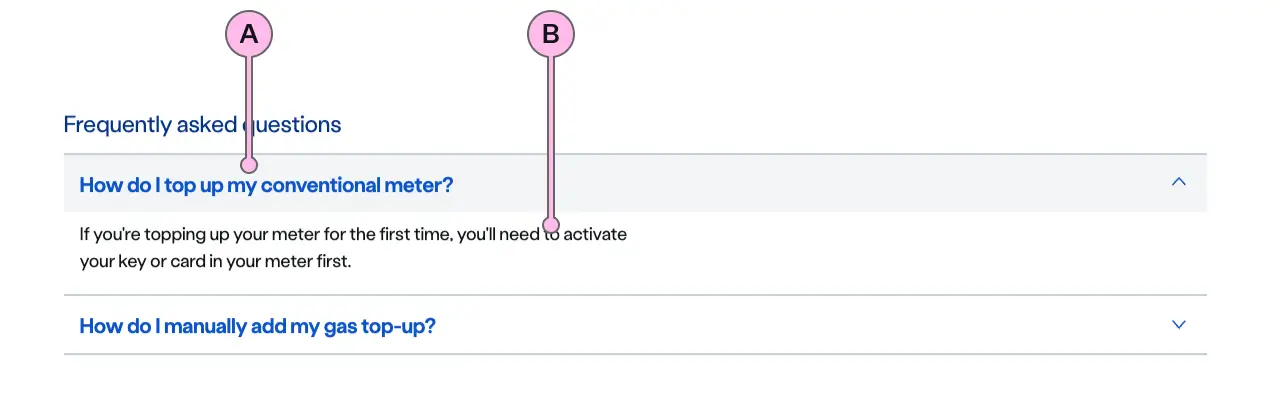 A
B
Frequently asked questions
How do I top up my conventional meter?
If you're topping up your meter for the first time, you'll need to activate
your key or card in your meter first.
How do I manually add my gas top-up?